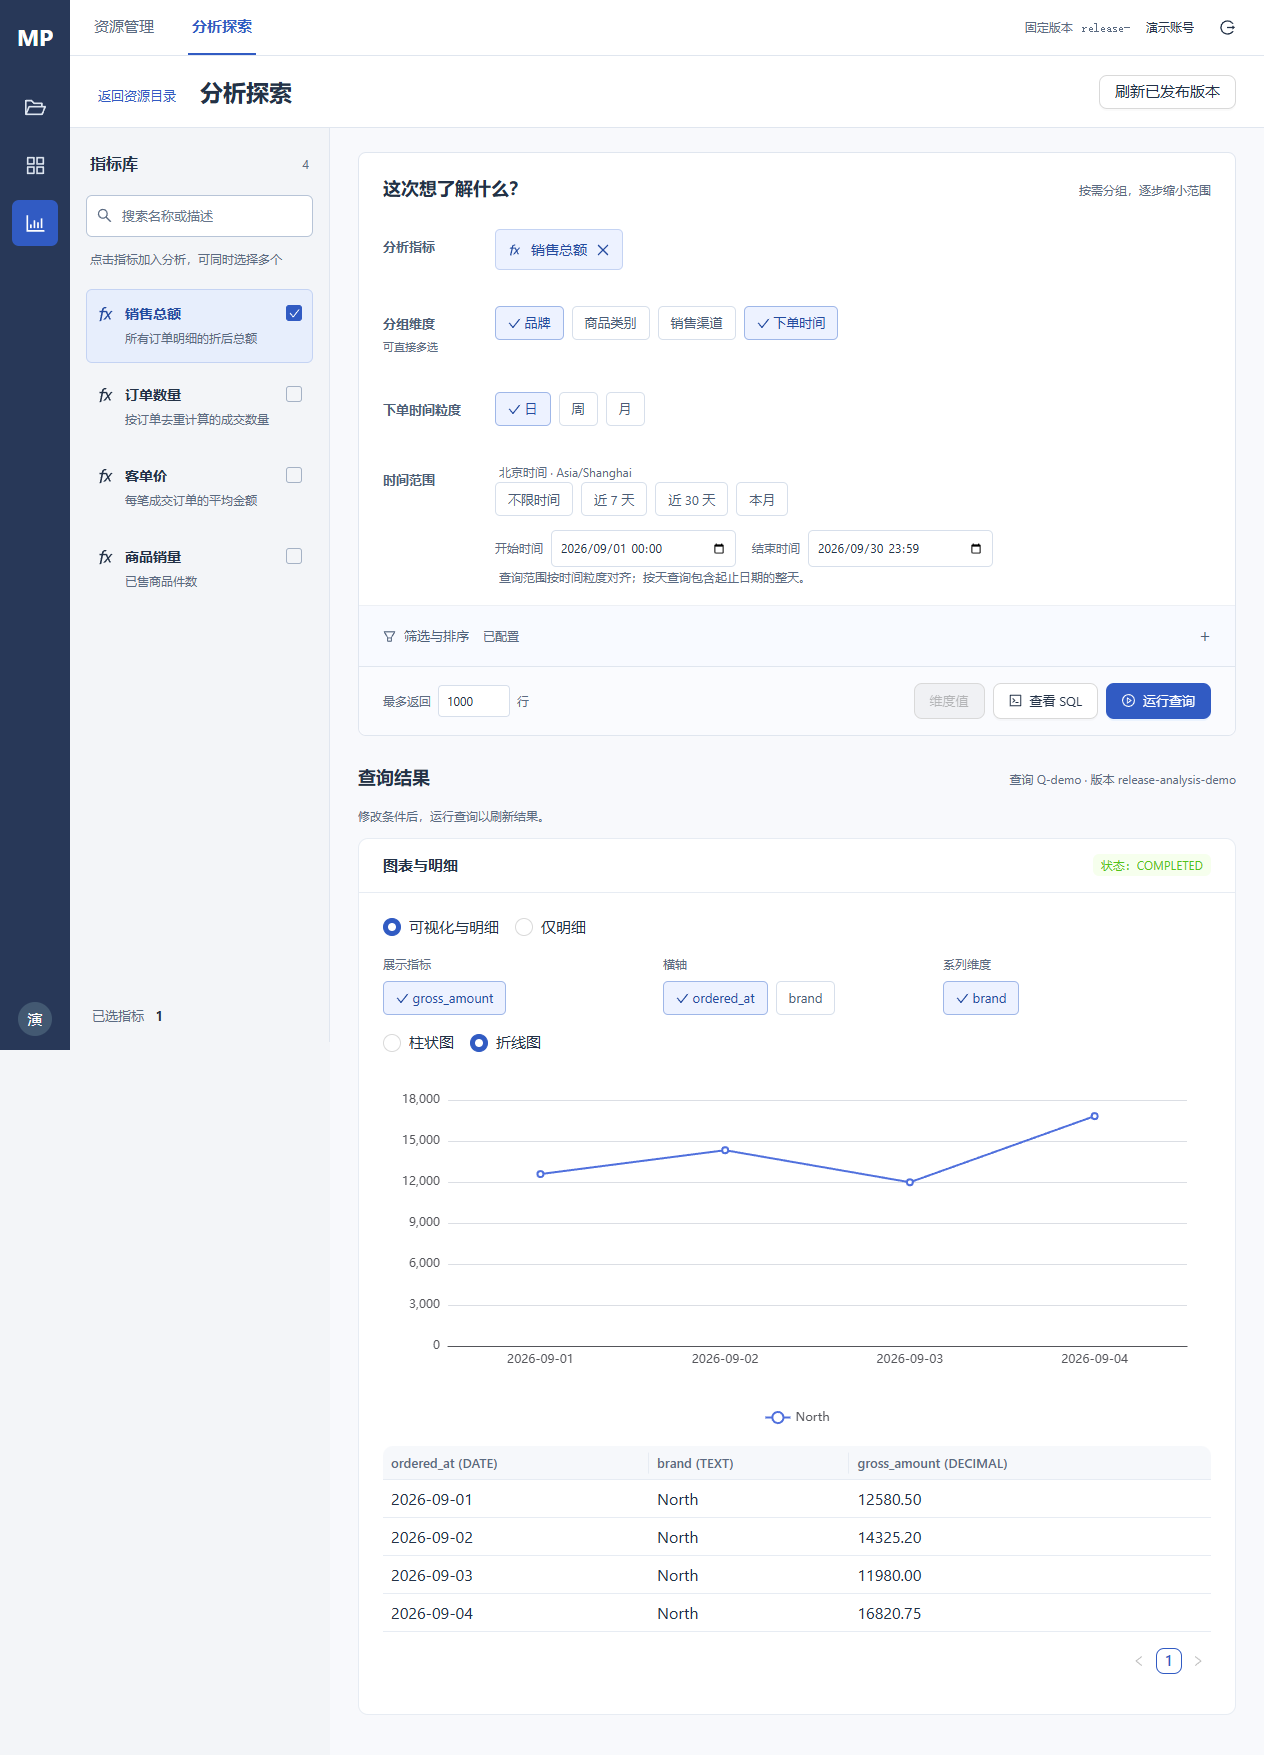 MP
资源管理
分析探索
固定版本 release-
演示账号
返回资源目录
分析探索
刷新已发布版本
指标库
4
搜索名称或描述
点击指标加入分析，可同时选择多个
fx 销售总额
所有订单明细的折后总额
fx 订单数量
按订单去重计算的成交数量
fx 客单价
每笔成交订单的平均金额
fx 商品销量
已售商品件数
已选指标 1
演
这次想了解什么？
按需分组，逐步缩小范围
分析指标
fx 销售总额
分组维度
可直接多选
品牌
商品类别
销售渠道
下单时间
下单时间粒度
日
周
月
时间范围
北京时间 · Asia/Shanghai
不限时间
近 7 天
近 30 天
本月
开始时间
2026/09/01 00:00
结束时间
2026/09/30 23:59
查询范围按时间粒度对齐；按天查询包含起止日期的整天。
筛选与排序 已配置
+
最多返回 1000 行
维度值
查看 SQL
运行查询
查询结果
查询 Q-demo · 版本 release-analysis-demo
修改条件后，运行查询以刷新结果。
图表与明细
状态：COMPLETED
可视化与明细
仅明细
展示指标
gross_amount
横轴
ordered_at
brand
系列维度
brand
柱状图
折线图
18,000
15,000
12,000
9,000
6,000
3,000
0
2026-09-01
2026-09-02
2026-09-03
2026-09-04
North
ordered_at (DATE) brand (TEXT) gross_amount (DECIMAL)
2026-09-01 North 12580.50
2026-09-02 North 14325.20
2026-09-03 North 11980.00
2026-09-04 North 16820.75
1